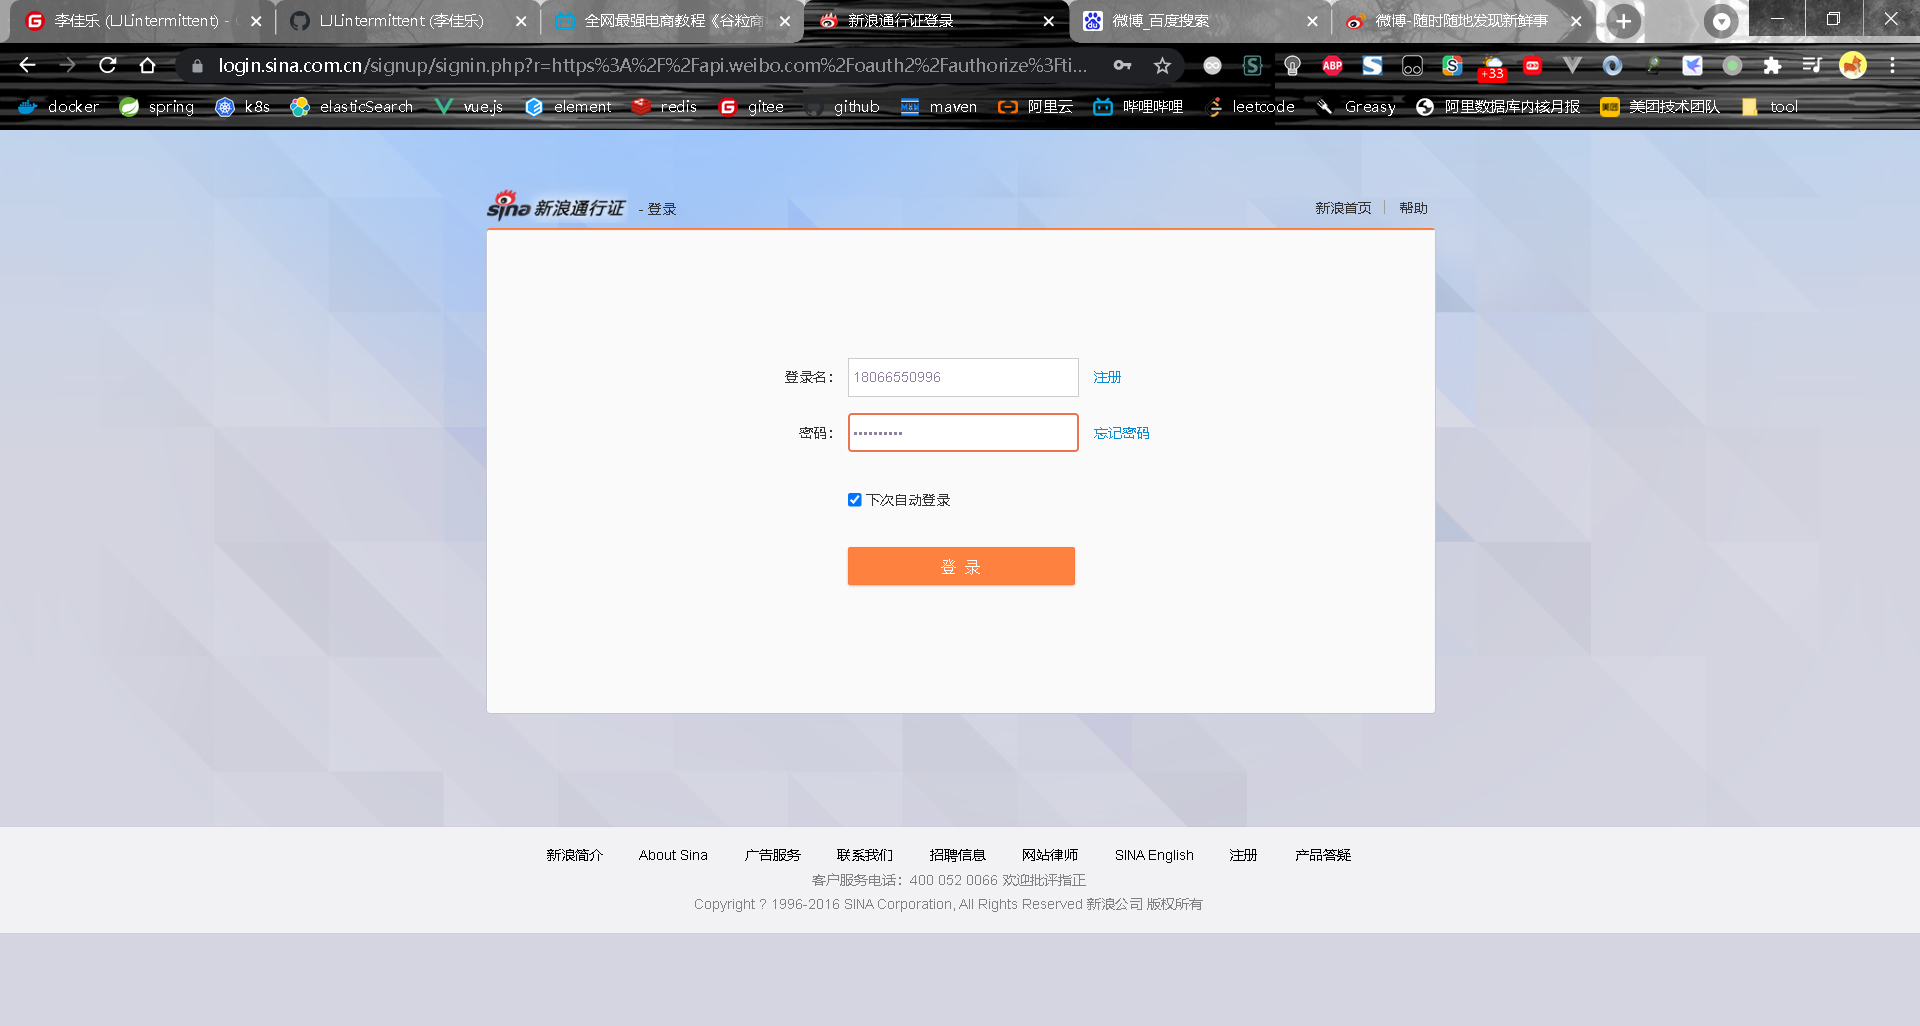 李佳乐 (LJLintermittent) -
LJLintermittent (李佳乐)
全网最强电商教程《谷粒商
新浪通行证登录
微博_百度搜索
微博-随时随地发现新鲜事
login.sina.com.cn/signup/signin.php?r=https%3A%2F%2Fapi.weibo.com%2Foauth2%2Fauthorize%3Fti...
ABP
+33
docker spring k8s elasticSearch vue.js element redis gitee github maven 阿里云 哔哩哔哩 leetcode Greasy 阿里数据库内核月报 美团技术团队 tool
sina 新浪通行证 - 登录
新浪首页 帮助
登录名： 18066550996 注册
密码： •••••••••• 忘记密码
下次自动登录
登 录
新浪简介 About Sina 广告服务 联系我们 招聘信息 网站律师 SINA English 注册 产品答疑
客户服务电话：400 052 0066 欢迎批评指正
Copyright ? 1996-2016 SINA Corporation, All Rights Reserved 新浪公司 版权所有